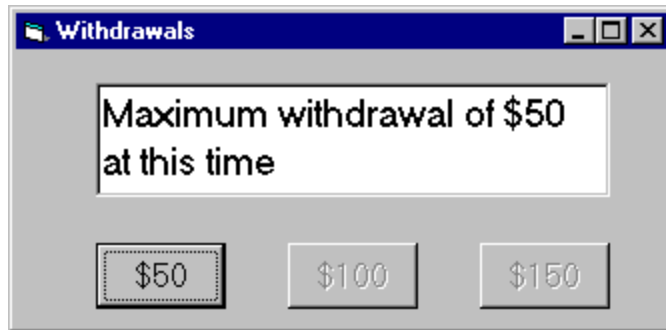 Withdrawals
Maximum withdrawal of $50
at this time
$50 $100 $150